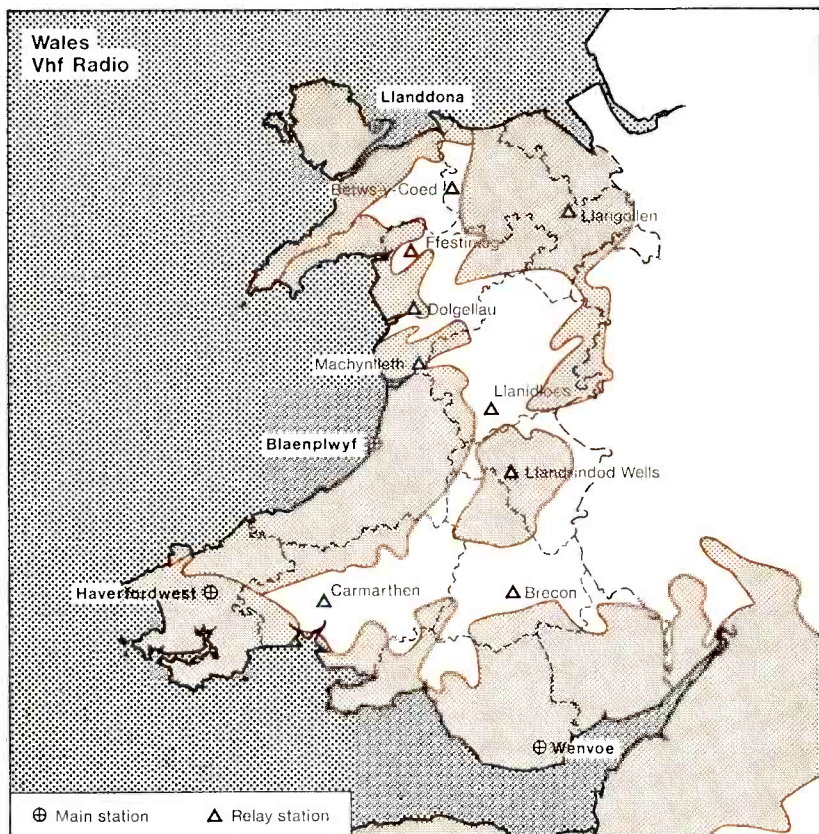 Wales
Vhf Radio
Llanddona
Betws-y-Coed
Llangollen
Ffestiniog
Dolgellau
Machynlleth
Llanidloes
Blaenplwyf
Llandrindod Wells
Haverfordwest
Carmarthen
Brecon
Wenvoe
Main station
Relay station